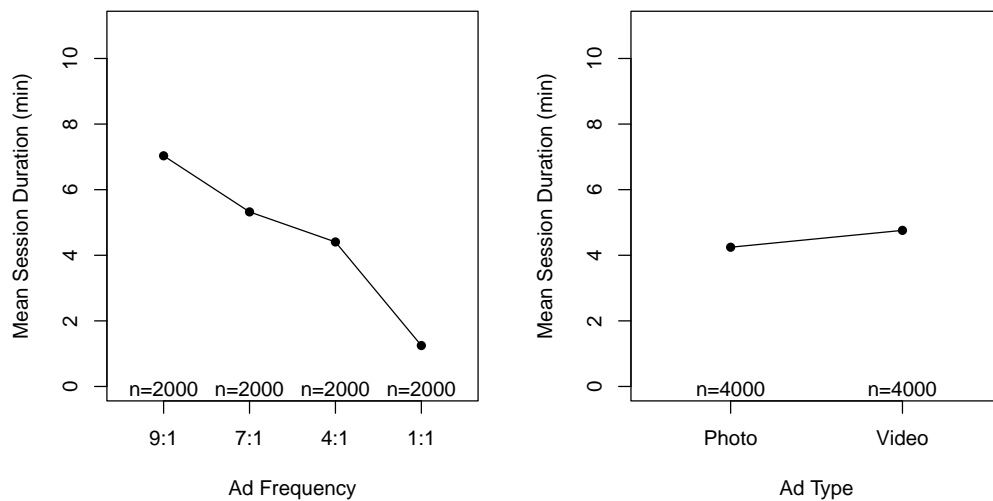 Mean Session Duration (min)
10
8
6
4
2
0
n=2000 n=2000 n=2000 n=2000
9:1 7:1 4:1 1:1
Ad Frequency
Mean Session Duration (min)
10
8
6
4
2
0
n=4000 n=4000
Photo Video
Ad Type